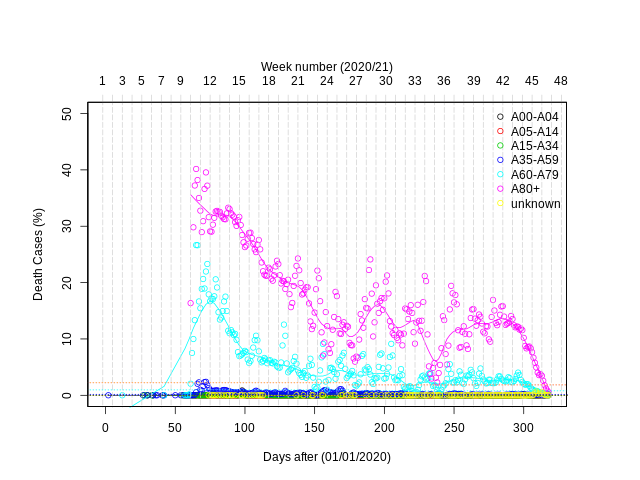 Week number (2020/21)
1 3 5 7 9 12 15 18 21 24 27 30 33 36 39 42 45 48
50
40
30
20
10
0
Death Cases (%)
A00-A04
A05-A14
A15-A34
A35-A59
A60-A79
A80+
unknown
0 50 100 150 200 250 300
Days after (01/01/2020)